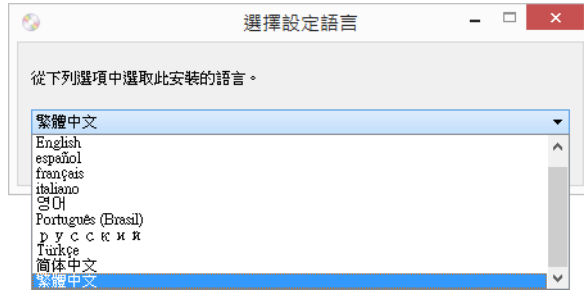 選擇設定語言
從下列選項中選取此安裝的語言。
繁體中文
English
español
français
italiano
영어
Português (Brasil)
русский
Türkçe
简体中文
繁體中文